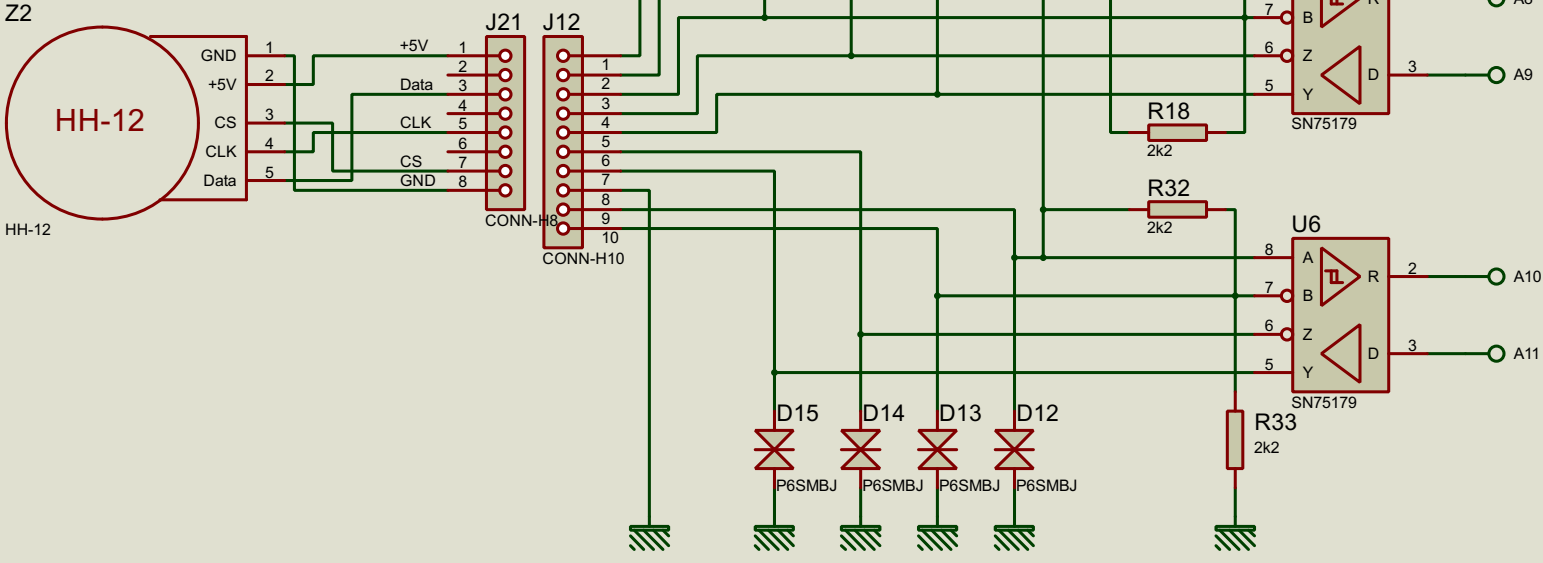 Z2
HH-12
GND 1
+5V 2
CS 3
CLK 4
Data 5
HH-12
J21
+5V 1
2
Data 3
4
CLK 5
6
CS 7
GND 8
CONN-H8
J12
1
2
3
4
5
6
7
8
9
10
CONN-H10
7 B
6 Z
5 Y
D 3
A9
SN75179
R18
2k2
R32
2k2
U6
8 A
7 B
6 Z
5 Y
R 2
A10
D 3
A11
SN75179
D15
P6SMBJ
D14
P6SMBJ
D13
P6SMBJ
D12
P6SMBJ
R33
2k2